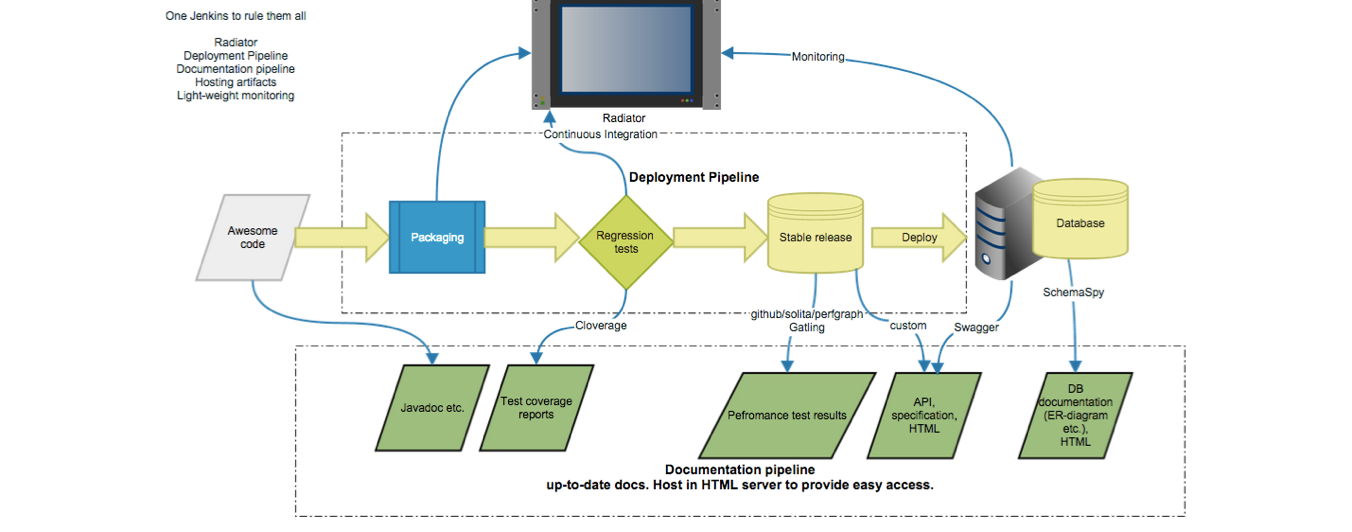 One Jenkins to rule them all
Radiator
Deployment Pipeline
Documentation pipeline
Hosting artifacts
Light-weight monitoring
Monitoring
Radiator
Continuous Integration
Deployment Pipeline
Awesome
code
Packaging
Regression
tests
Stable release
Deploy
Database
SchemaSpy
github/solita/perfgraph
Gatling
custom
Swagger
Cloverage
Javadoc etc.
Test coverage
reports
Pefromance test results
API,
specification,
HTML
DB
documentation
(ER-diagram
etc.),
HTML
Documentation pipeline
up-to-date docs. Host in HTML server to provide easy access.